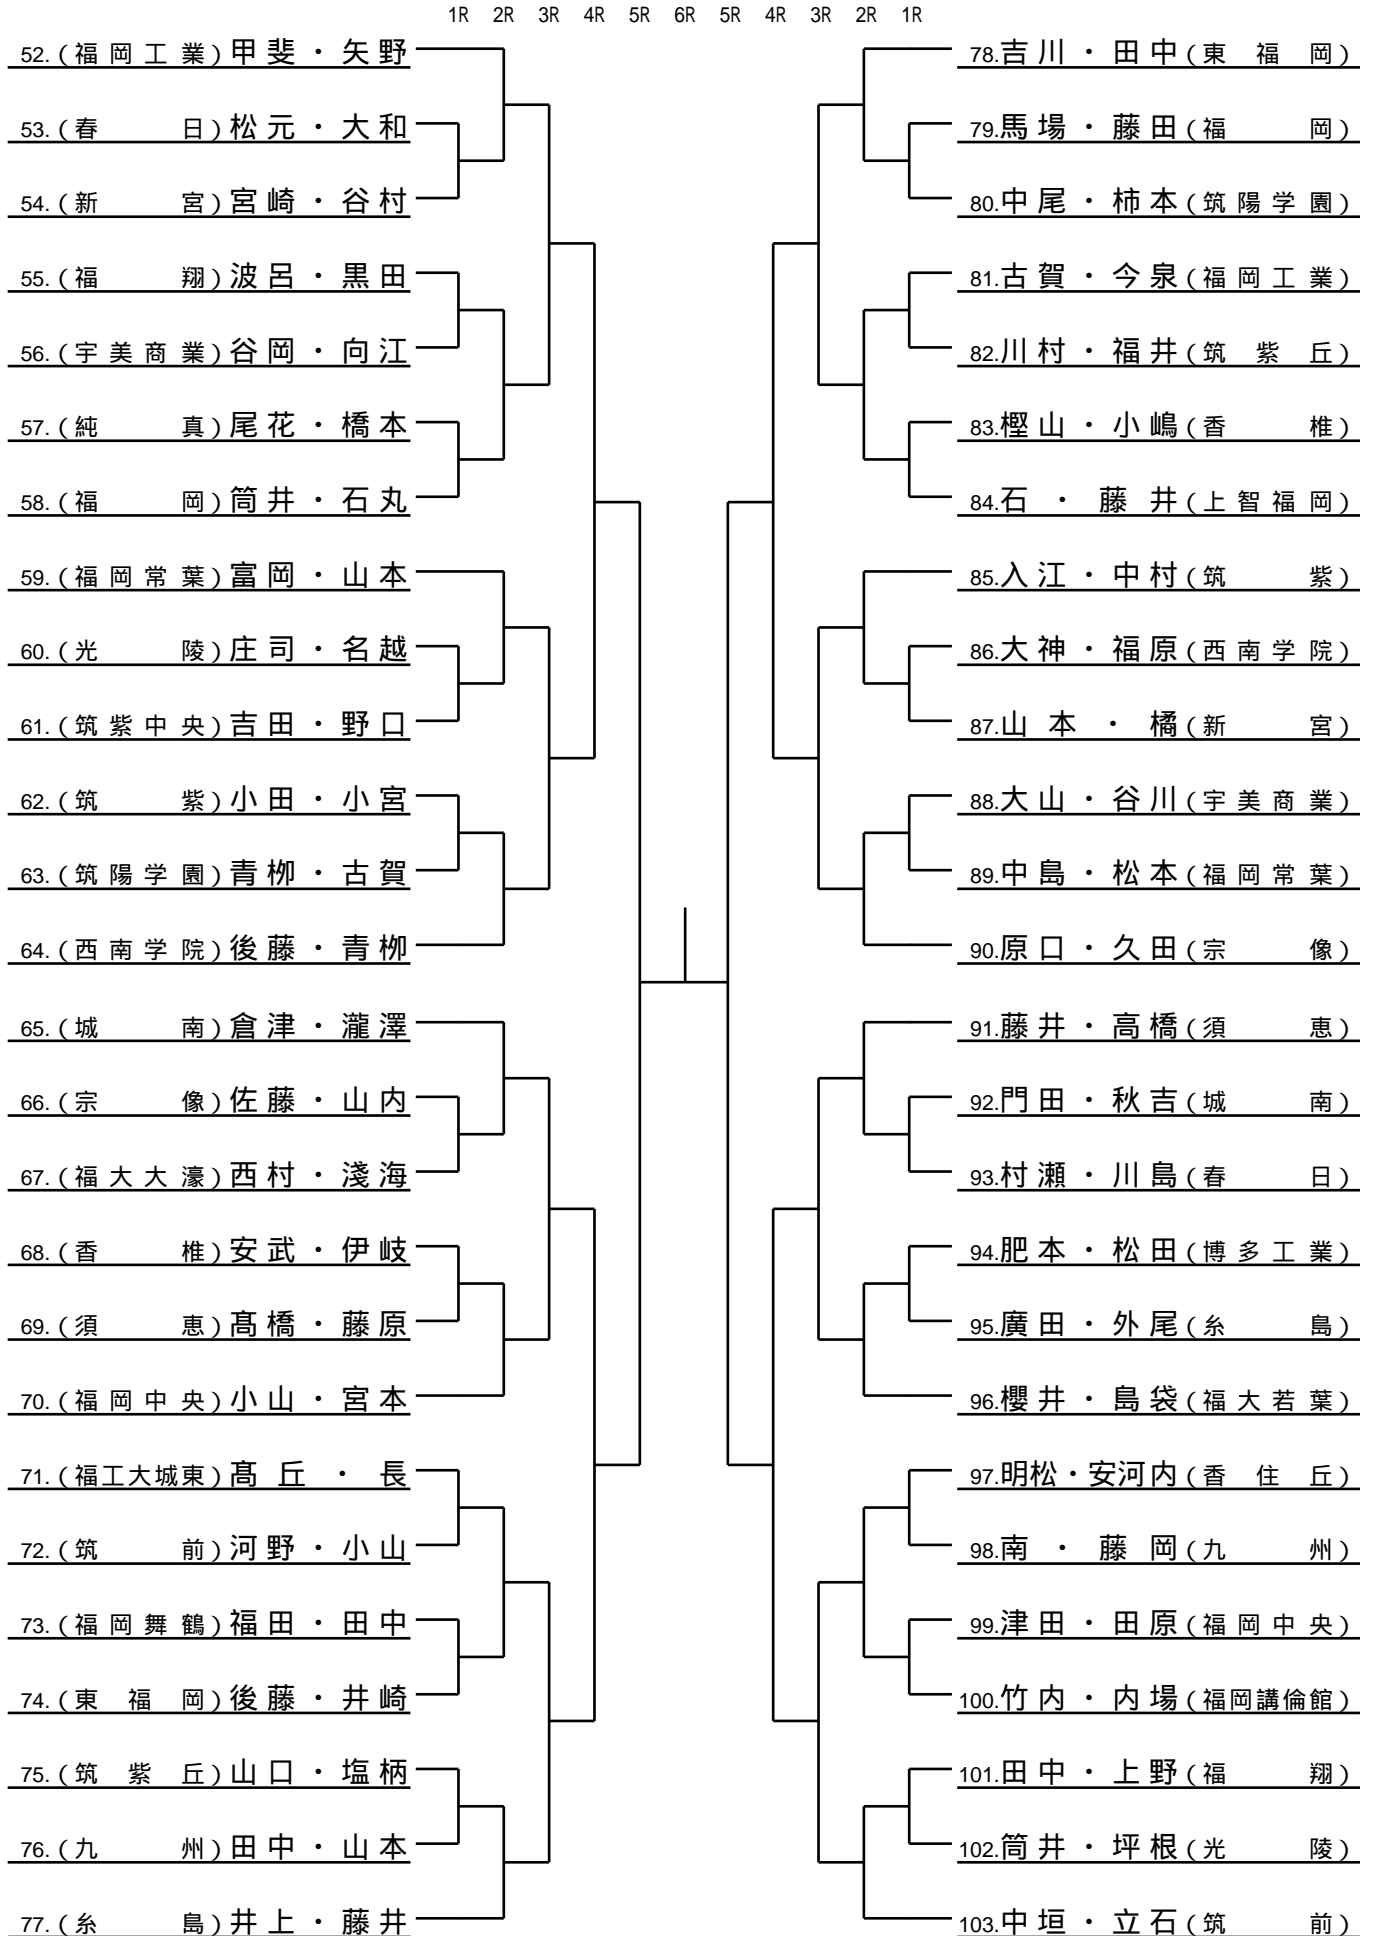 1R 2R 3R 4R 5R 6R 5R 4R 3R 2R 1R
52.(福岡工業)甲斐・矢野
53.(春日)松元・大和
54.(新宮)宮崎・谷村
55.(福翔)波呂・黒田
56.(宇美商業)谷岡・向江
57.(純真)尾花・橋本
58.(福岡)筒井・石丸
59.(福岡常葉)富岡・山本
60.(光陵)庄司・名越
61.(筑紫中央)吉田・野口
62.(筑紫)小田・小宮
63.(筑陽学園)青栁・古賀
64.(西南学院)後藤・青栁
65.(城南)倉津・瀧澤
66.(宗像)佐藤・山内
67.(福大大濠)西村・淺海
68.(香椎)安武・伊岐
69.(須恵)髙橋・藤原
70.(福岡中央)小山・宮本
71.(福工大城東)髙丘・長
72.(筑前)河野・小山
73.(福岡舞鶴)福田・田中
74.(東福岡)後藤・井崎
75.(筑紫丘)山口・塩柄
76.(九州)田中・山本
77.(糸島)井上・藤井
78.吉川・田中(東福岡)
79.馬場・藤田(福岡)
80.中尾・柿本(筑陽学園)
81.古賀・今泉(福岡工業)
82.川村・福井(筑紫丘)
83.樫山・小嶋(香椎)
84.石・藤井(上智福岡)
85.入江・中村(筑紫)
86.大神・福原(西南学院)
87.山本・橘(新宮)
88.大山・谷川(宇美商業)
89.中島・松本(福岡常葉)
90.原口・久田(宗像)
91.藤井・高橋(須恵)
92.門田・秋吉(城南)
93.村瀬・川島(春日)
94.肥本・松田(博多工業)
95.廣田・外尾(糸島)
96.櫻井・島袋(福大若葉)
97.明松・安河内(香住丘)
98.南・藤岡(九州)
99.津田・田原(福岡中央)
100.竹内・内場(福岡講倫館)
101.田中・上野(福翔)
102.筒井・坪根(光陵)
103.中垣・立石(筑前)